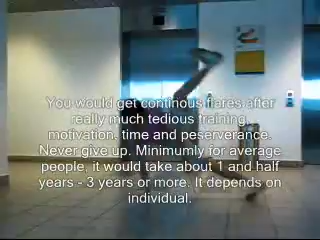 You would get continous flares after
really much tedious training,
motivation, time and peserverance.
Never give up. Minimumly for average
people, it would take about 1 and half
years - 3 years or more. It depends on
individual.